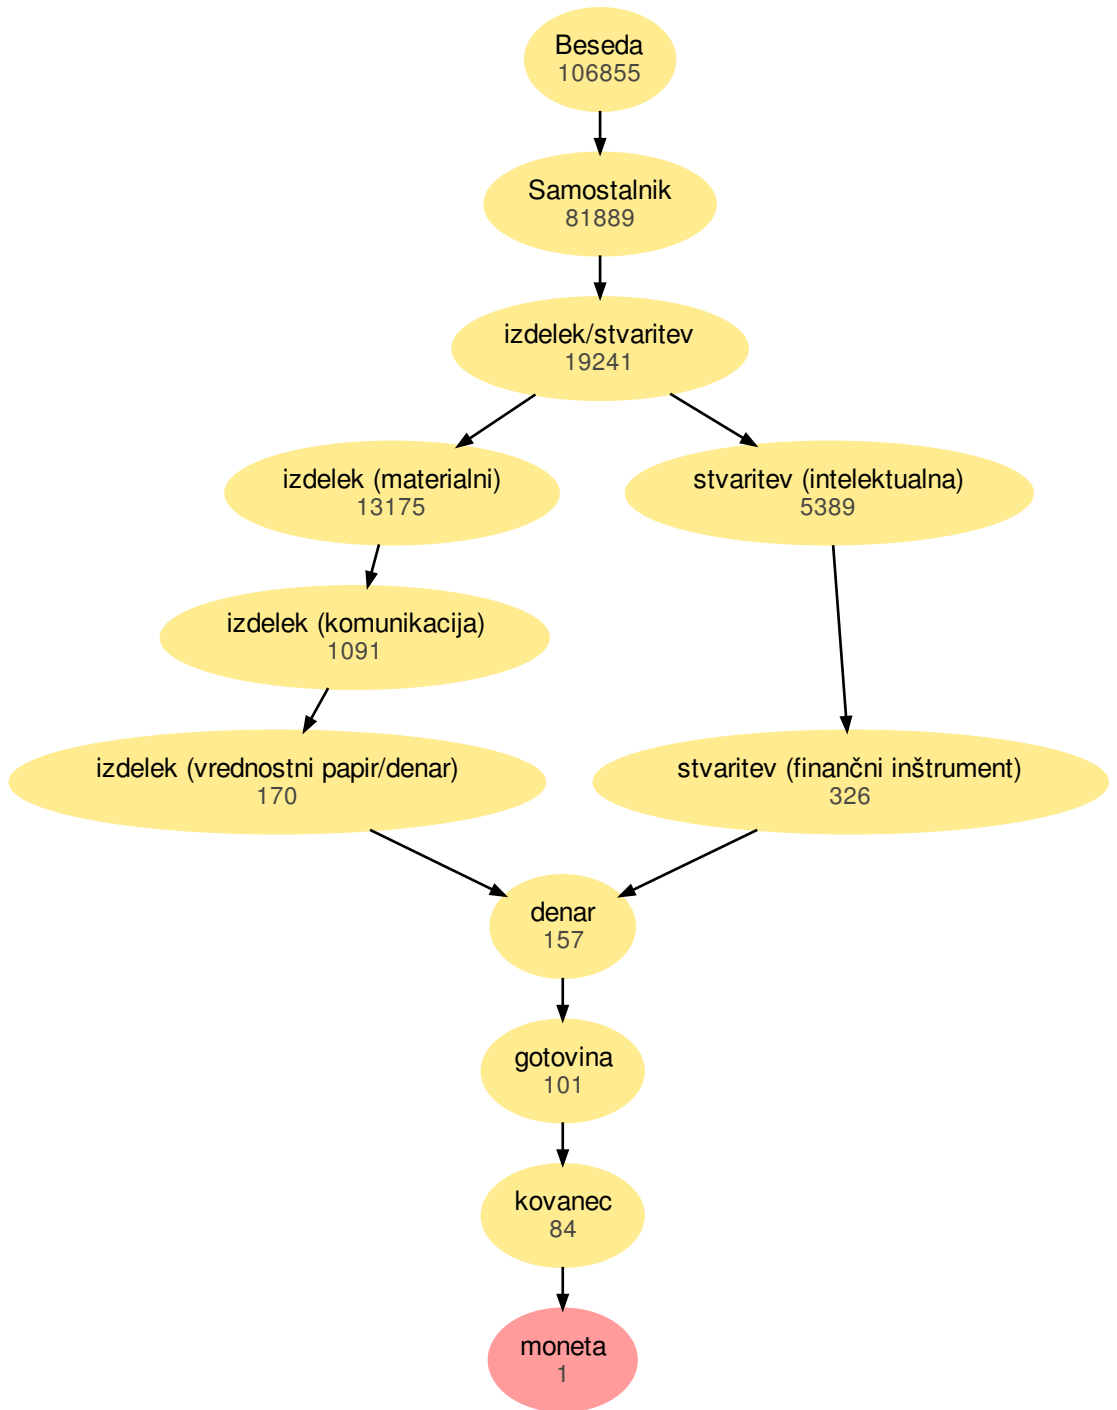 Beseda
106855
Samostalnik
81889
izdelek/stvaritev
19241
izdelek (materialni)
13175
stvaritev (intelektualna)
5389
izdelek (komunikacija)
1091
izdelek (vrednostni papir/denar)
170
stvaritev (finančni inštrument)
326
denar
157
gotovina
101
kovanec
84
moneta
1